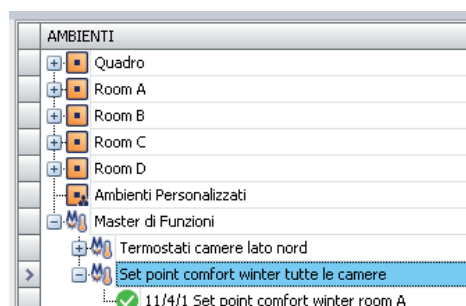 AMBIENTI
Quadro
Room A
Room B
Room C
Room D
Ambienti Personalizzati
Master di Funzioni
Termostati camere lato nord
Set point comfort winter tutte le camere
11/4/1 Set point comfort winter room A